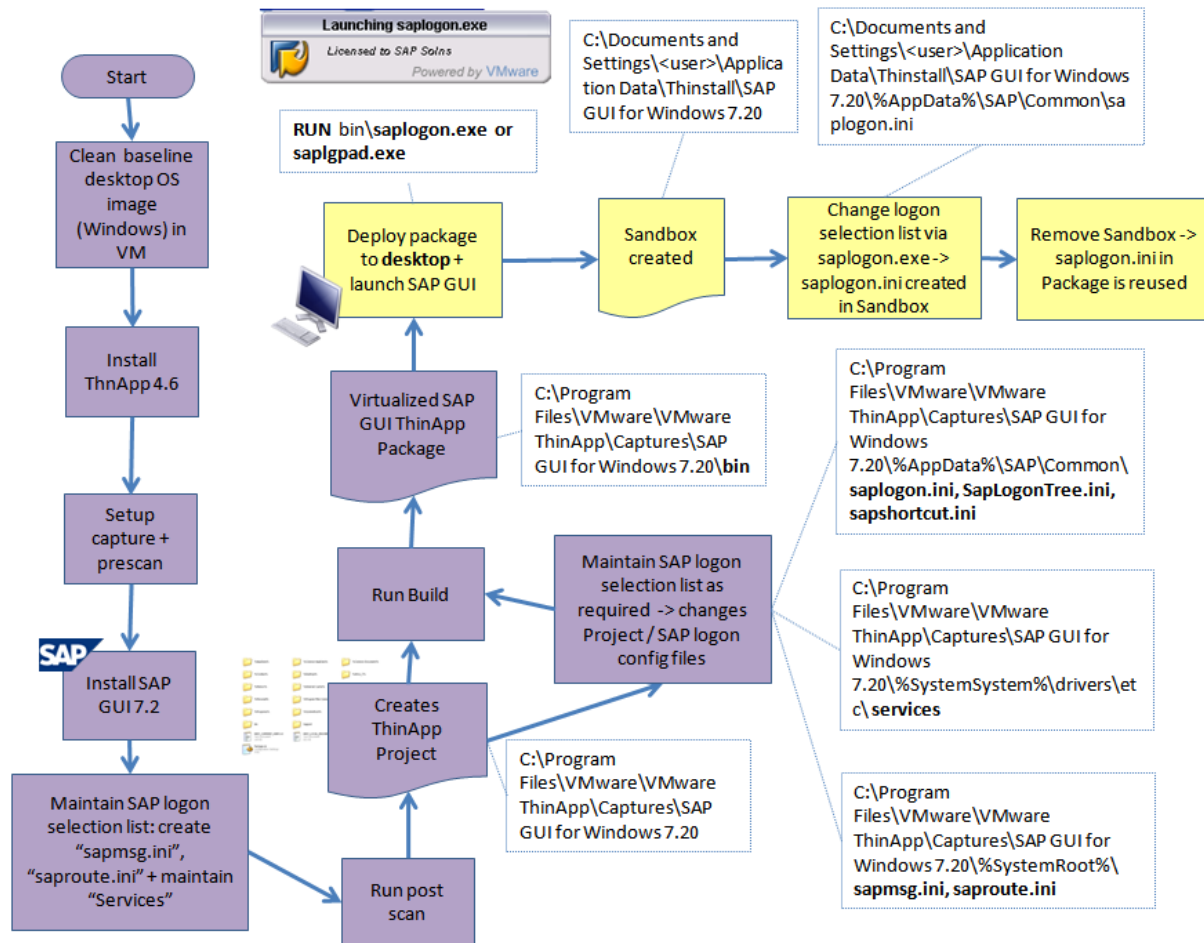 Launching saplogon.exe
Licensed to SAP Solns
Powered by VMware
Start
Clean baseline
desktop OS
image
(Windows) in
VM
Install
ThnApp 4.6
Setup
capture +
prescan
SAP
Install SAP
GUI 7.2
Maintain SAP logon
selection list: create
“sapmsg.ini”,
“saproute.ini” + maintain
“Services”
Run post
scan
Creates
ThinApp
Project
C:\Program
Files\VMware\VMware
ThinApp\Captures\SAP
GUI for Windows 7.20
Maintain SAP logon
selection list as
required -> changes
Project / SAP logon
config files
C:\Program
Files\VMware\VMware
ThinApp\Captures\SAP GUI for
Windows
7.20\%AppData%\SAP\Common\
saplogon.ini, SapLogonTree.ini,
sapshortcut.ini
C:\Program
Files\VMware\VMware
ThinApp\Captures\SAP GUI for
Windows
7.20\%SystemSystem%\drivers\et
c\services
C:\Program
Files\VMware\VMware
ThinApp\Captures\SAP GUI for
Windows 7.20\%SystemRoot%\
sapmsg.ini, saproute.ini
Run Build
Virtualized SAP
GUI ThinApp
Package
C:\Program
Files\VMware\VMware
ThinApp\Captures\SAP
GUI for Windows 7.20\bin
Deploy package
to desktop +
launch SAP GUI
RUN bin\saplogon.exe or
saplgpad.exe
Sandbox
created
C:\Documents and
Settings\<user>\Applica
tion Data\Thinstall\SAP
GUI for Windows 7.20
Change logon
selection list via
saplogon.exe ->
saplogon.ini created
in Sandbox
C:\Documents and
Settings\<user>\Application
Data\Thinstall\SAP GUI for Windows
7.20\%AppData%\SAP\Common\sa
plogon.ini
Remove Sandbox ->
saplogon.ini in
Package is reused